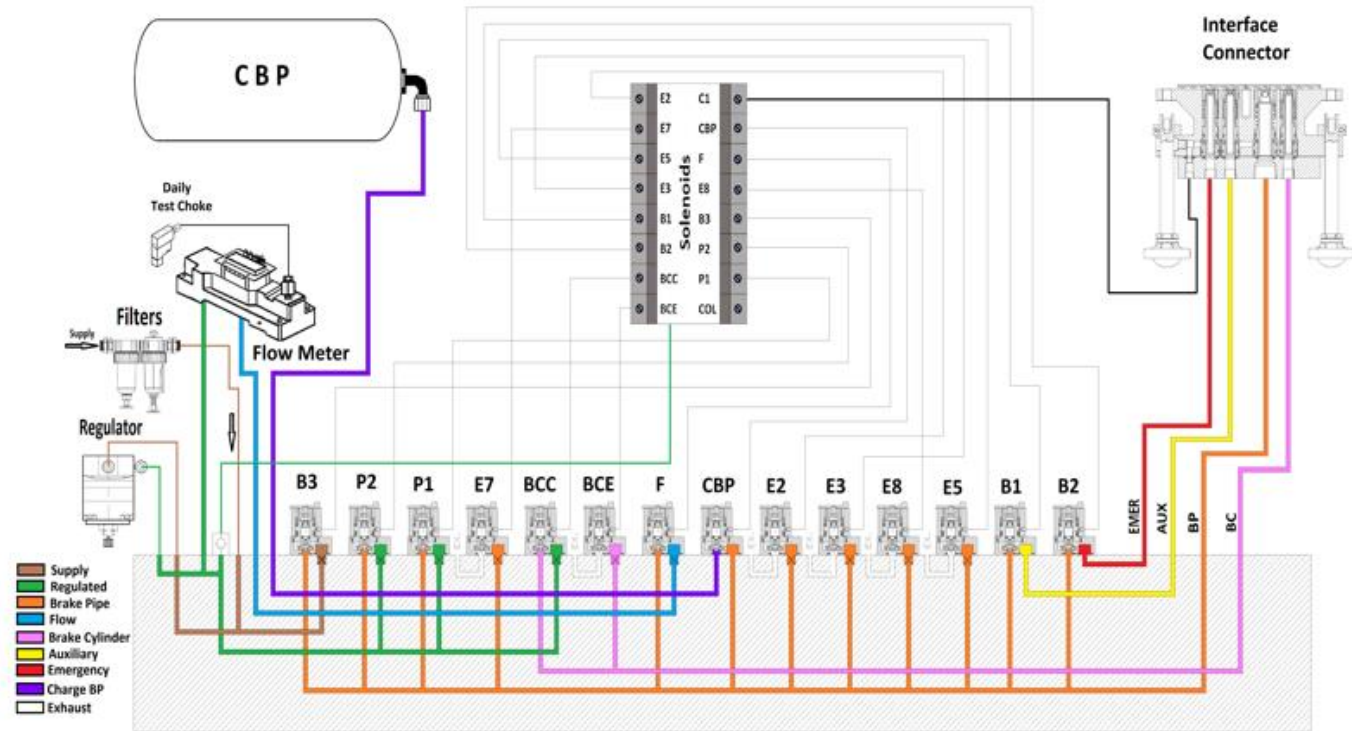 Interface
Connector
C B P
E2 C1
E7 CBP
E5 F
E3 E8
B1 B3
B2 P2
BCC P1
BCE COL
Solenoids
Daily
Test Choke
Filters
Supply
Flow Meter
Regulator
B3 P2 P1 E7 BCC BCE F CBP E2 E3 E8 E5 B1 B2
EMER
AUX
BP
BC
Supply
Regulated
Brake Pipe
Flow
Brake Cylinder
Auxiliary
Emergency
Charge BP
Exhaust